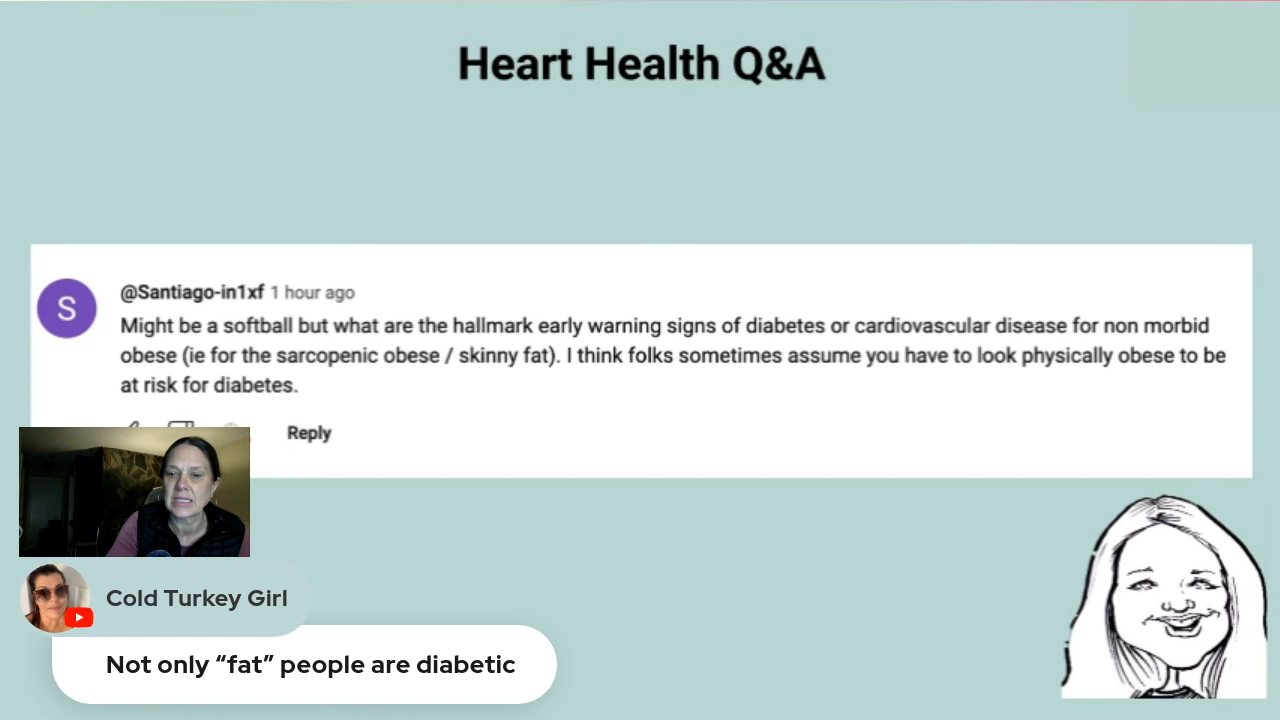 Heart Health Q&A
S
@Santiago-in1xf 1 hour ago
Might be a softball but what are the hallmark early warning signs of diabetes or cardiovascular disease for non morbid
obese (ie for the sarcopenic obese / skinny fat). I think folks sometimes assume you have to look physically obese to be
at risk for diabetes.
Reply
Cold Turkey Girl
Not only “fat” people are diabetic